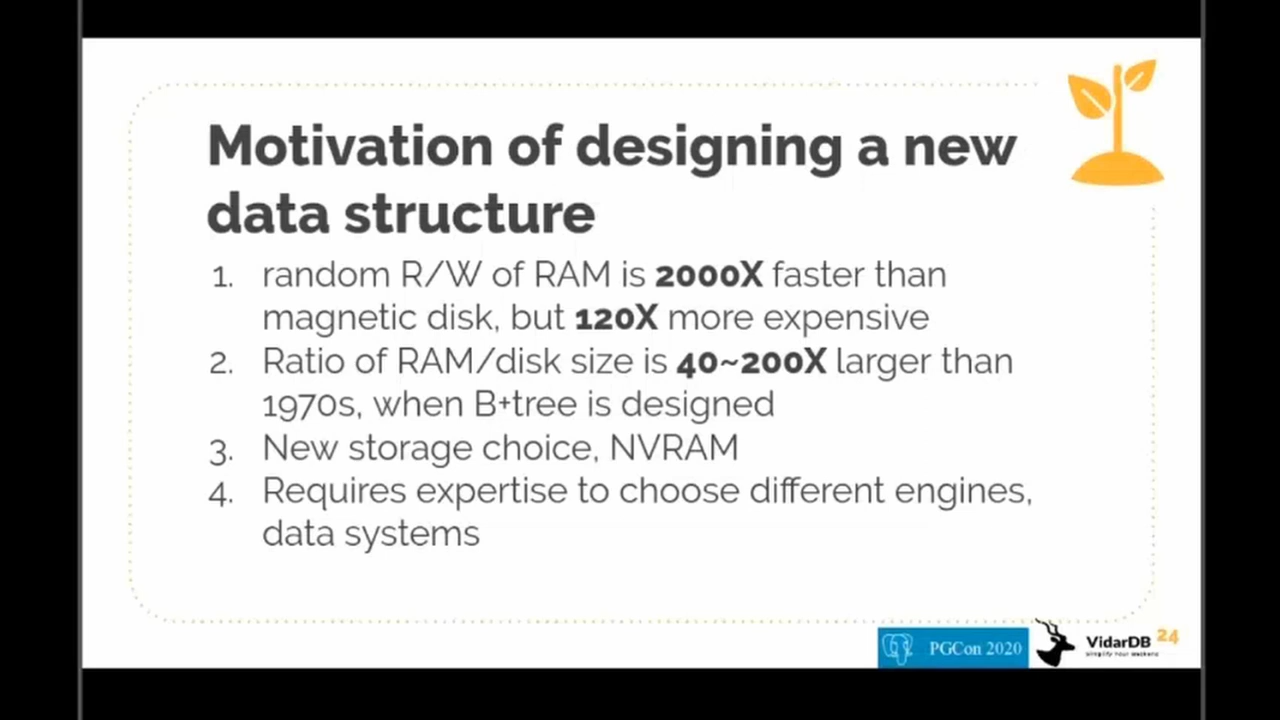 Motivation of designing a new
data structure
1. random R/W of RAM is 2000X faster than
magnetic disk, but 120X more expensive
2. Ratio of RAM/disk size is 40~200X larger than
1970s, when B+tree is designed
3. New storage choice, NVRAM
4. Requires expertise to choose different engines,
data systems
PGCon 2020
VidarDB 24
Simplify Your Backend